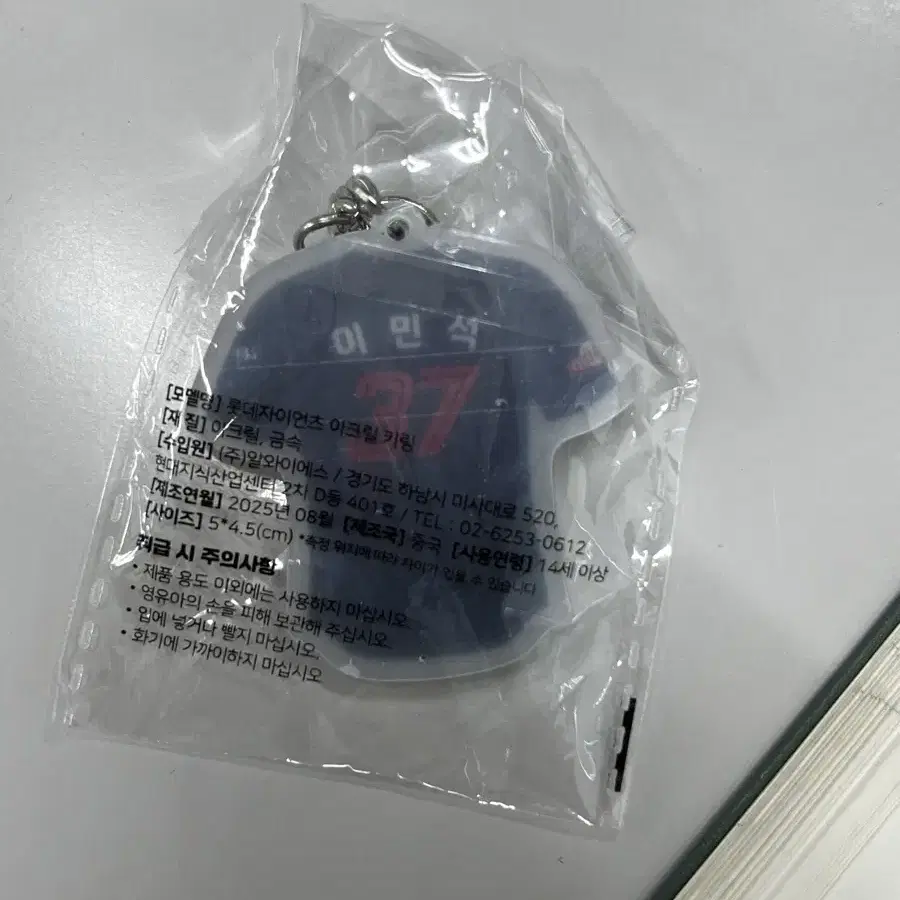 이민석
37
[모델명] 롯데자이언츠 아크릴 키링
[재 질] 아크릴, 금속
[수입원] (주)알와이에스 / 경기도 하남시 미사대로 520,
현대지식산업센터 2차 D동 401호 / TEL : 02-6253-0612
[제조연월] 2025년 08월 [제조국] 중국 [사용연령] 14세 이상
[사이즈] 5*4.5(cm) *측정 위치에 따라 차이가 있을 수 있습니다
취급 시 주의사항
• 제품 용도 이외에는 사용하지 마십시오.
• 영유아의 손을 피해 보관해 주십시오.
• 입에 넣거나 빨지 마십시오.
• 화기에 가까이하지 마십시오